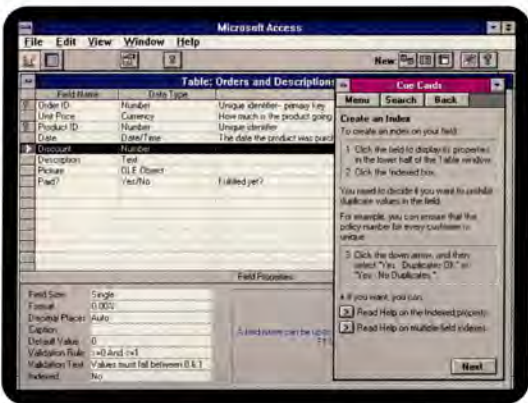 Microsoft Access
File Edit View Window Help
New:
Table: Orders and Descriptions
Field Name Data Type
Order ID Number Unique identifier- primary key
Unit Price Currency How much is the product going
Product ID Number Unique identifier
Date Date/Time The date the product was purch
Discount Number
Description Text
Picture OLE Object
Paid? Yes/No Fulfilled yet?
Field Properties
Field Size Single
Format 0.00%
Decimal Places Auto
Caption
Default Value 0
Validation Rule >=0 And <=1
Validation Text Values must fall between 0 & 1
Indexed No
A field name can be up to
Cue Cards
Menu Search Back
Create an Index
To create an index on your field:
1 Click the field to display its properties
in the lower half of the Table window.
2 Click the Indexed box.
You need to decide if you want to prohibit
duplicate values in the field.
For example, you can ensure that the
policy number for every customer is
unique.
3 Click the down arrow, and then
select "Yes - Duplicates OK" or
"Yes - No Duplicates."
If you want, you can:
> Read Help on the Indexed property.
> Read Help on multiple-field indexes.
Next